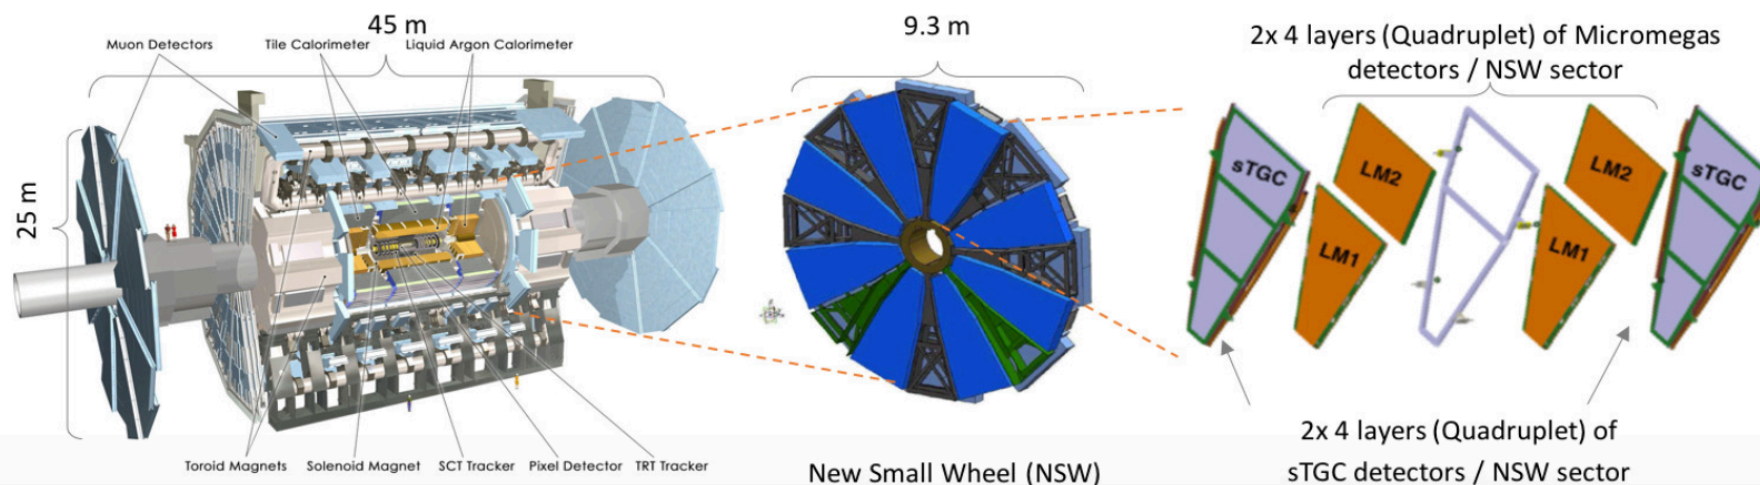 45 m
Muon Detectors
Tile Calorimeter
Liquid Argon Calorimeter
25 m
Toroid Magnets
Solenoid Magnet
SCT Tracker
Pixel Detector
TRT Tracker
9.3 m
New Small Wheel (NSW)
2x 4 layers (Quadruplet) of Micromegas
detectors / NSW sector
sTGC
LM2
LM1
LM2
LM1
sTGC
2x 4 layers (Quadruplet) of
sTGC detectors / NSW sector